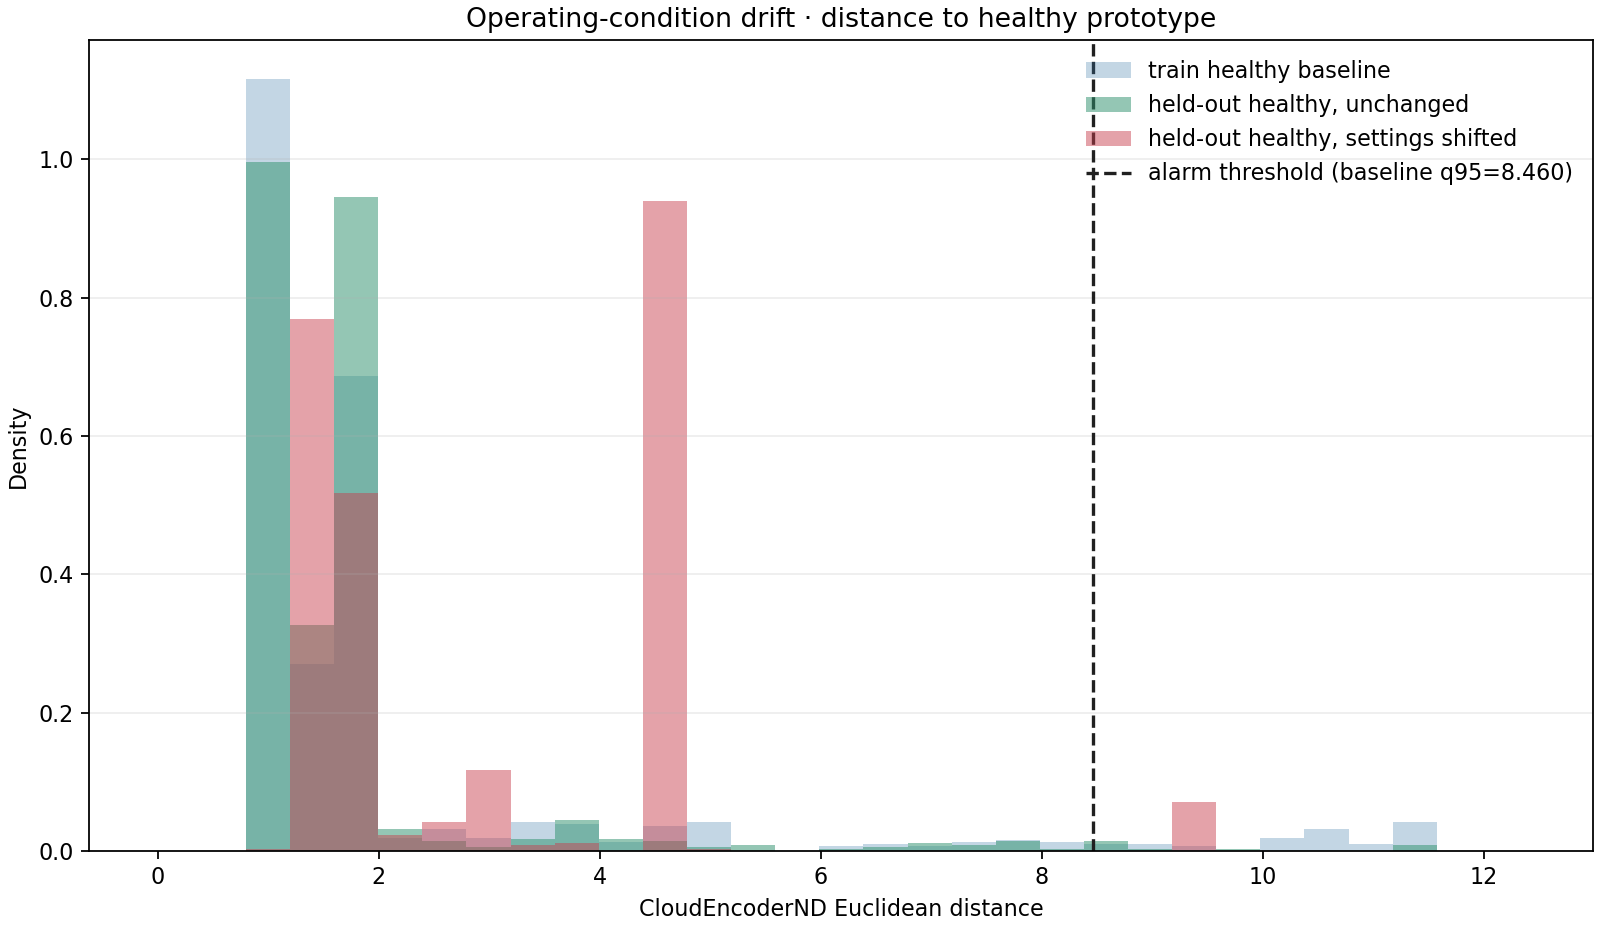 Operating-condition drift · distance to healthy prototype
train healthy baseline
held-out healthy, unchanged
held-out healthy, settings shifted
alarm threshold (baseline q95=8.460)
Density
1.0
0.8
0.6
0.4
0.2
0.0
0 2 4 6 8 10 12
CloudEncoderND Euclidean distance